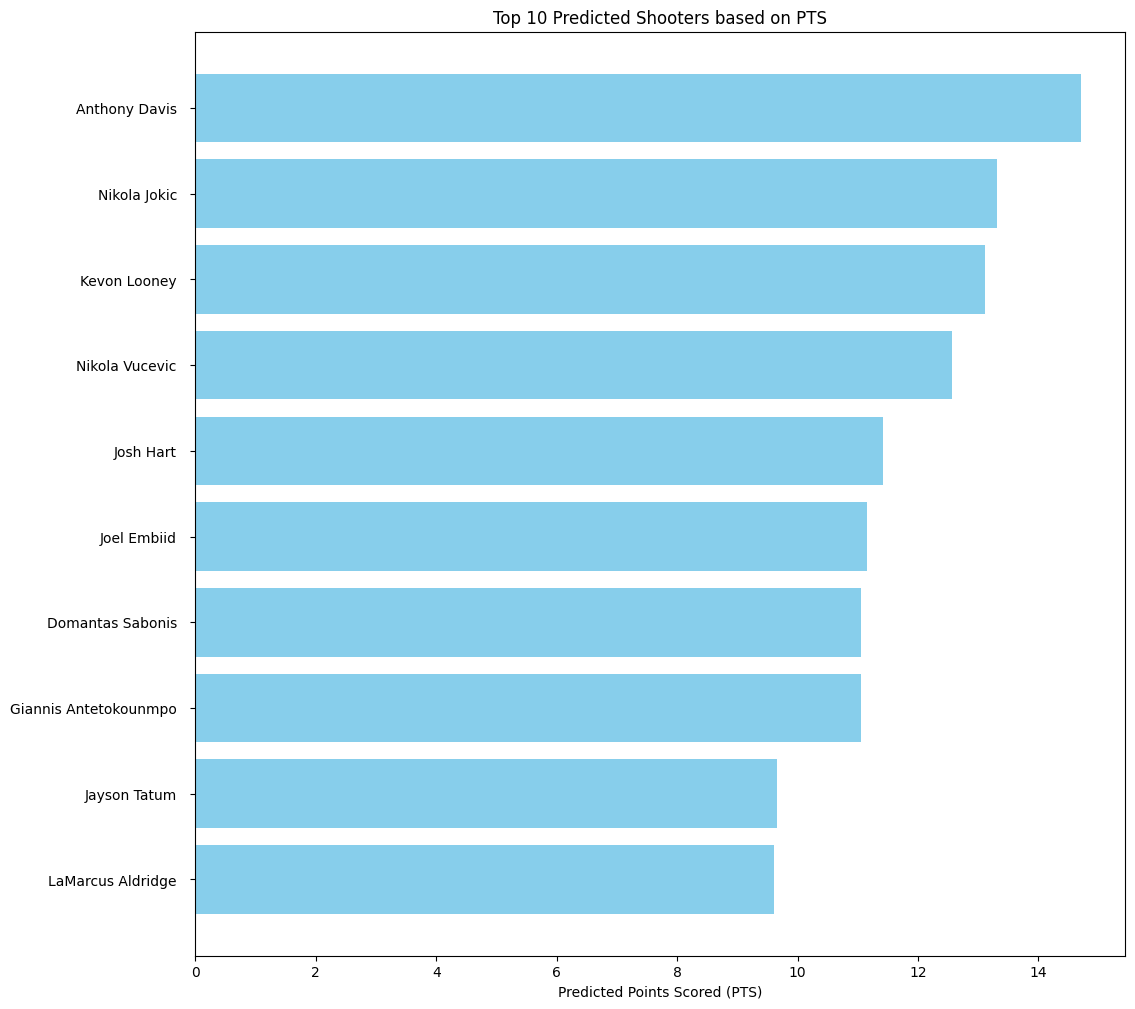 Top 10 Predicted Shooters based on PTS
Anthony Davis
Nikola Jokic
Kevon Looney
Nikola Vucevic
Josh Hart
Joel Embiid
Domantas Sabonis
Giannis Antetokounmpo
Jayson Tatum
LaMarcus Aldridge
0 2 4 6 8 10 12 14
Predicted Points Scored (PTS)